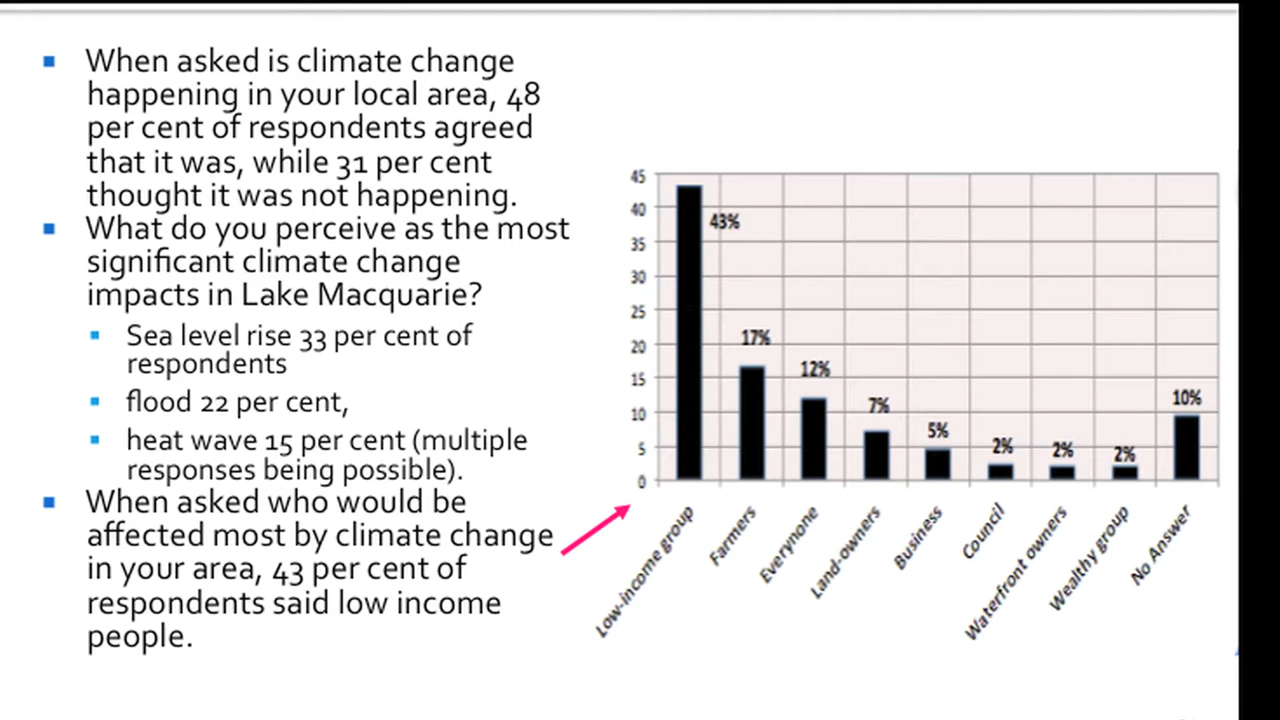 When asked is climate change
happening in your local area, 48
per cent of respondents agreed
that it was, while 31 per cent
thought it was not happening.
What do you perceive as the most
significant climate change
impacts in Lake Macquarie?
Sea level rise 33 per cent of
respondents
flood 22 per cent,
heat wave 15 per cent (multiple
responses being possible).
When asked who would be
affected most by climate change
in your area, 43 per cent of
respondents said low income
people.
45
40
35
30
25
20
15
10
5
0
43%
17%
12%
7%
5%
2%
2%
2%
10%
Low-income group
Farmers
Everynone
Land-owners
Business
Council
Waterfront owners
Wealthy group
No Answer